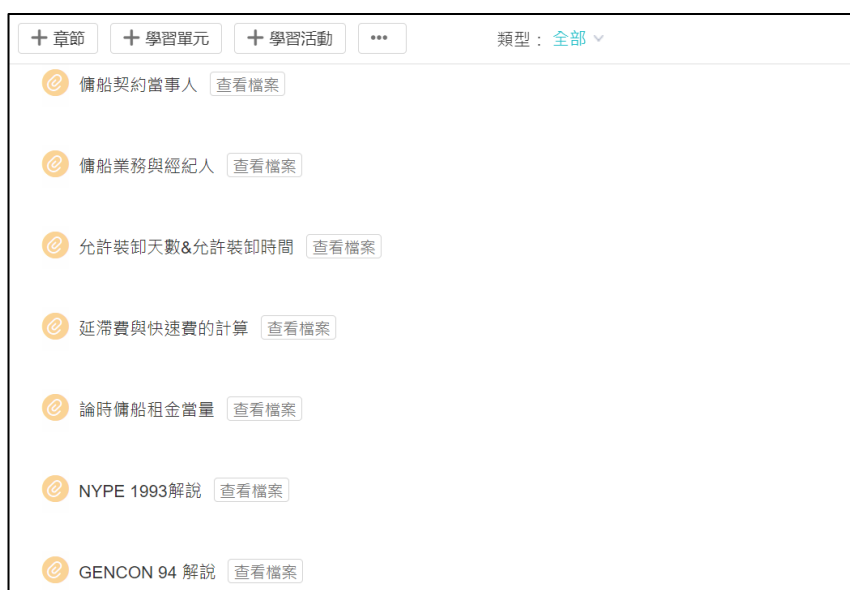 + 章節 + 學習單元 + 學習活動 ••• 類型： 全部
傭船契約當事人 查看檔案
傭船業務與經紀人 查看檔案
允許裝卸天數&允許裝卸時間 查看檔案
延滯費與快速費的計算 查看檔案
論時傭船租金當量 查看檔案
NYPE 1993解說 查看檔案
GENCON 94 解說 查看檔案